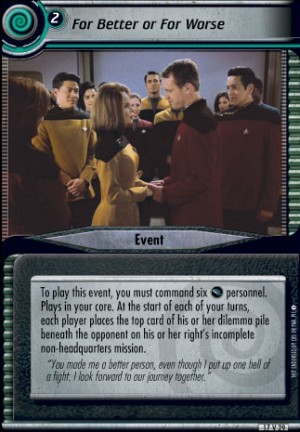 2
For Better or For Worse
Event
To play this event, you must command six personnel.
Plays in your core. At the start of each of your turns,
each player places the top card of his or her dilemma pile
beneath the opponent on his or her right's incomplete
non-headquarters mission.
"You made me a better person, even though I put up one hell of
a fight. I look forward to our journey together."
17 V 20